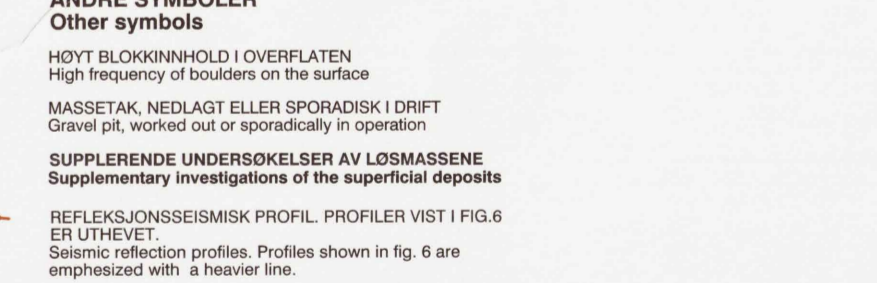 ANDRE SYMBOLER
Other symbols
HØYT BLOKKINNHOLD I OVERFLATEN
High frequency of boulders on the surface
MASSETAK, NEDLAGT ELLER SPORADISK I DRIFT
Gravel pit, worked out or sporadically in operation
SUPPLERENDE UNDERSØKELSER AV LØSMASSENE
Supplementary investigations of the superficial deposits
REFLEKSJONSSEISMISK PROFIL. PROFILER VIST I FIG.6
ER UTHEVET.
Seismic reflection profiles. Profiles shown in fig. 6 are
emphesized with a heavier line.